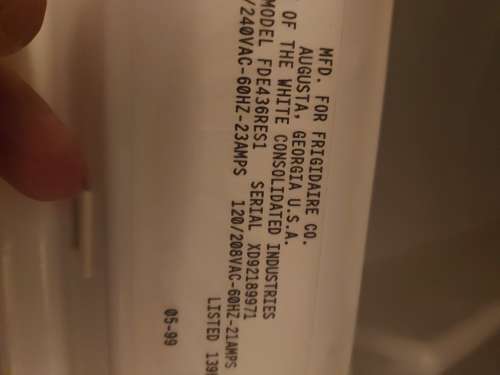 MFD. FOR FRIGIDAIRE CO.
AUGUSTA, GEORGIA U.S.A.
OF THE WHITE CONSOLIDATED INDUSTRIES
MODEL FDE436RES1 SERIAL XD92189971
/240VAC-60HZ-23AMPS 120/208VAC-60HZ-21AMPS
LISTED 139
05-99